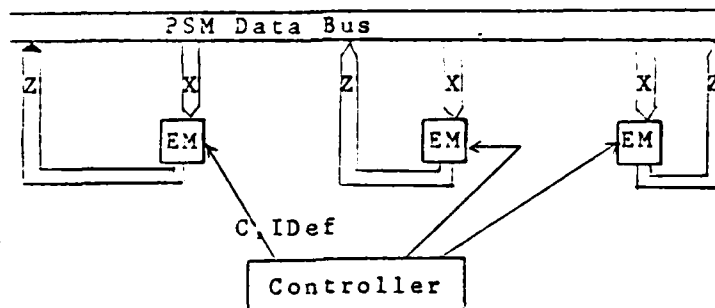 PSM Data Bus
Z X Z X X Z
EM EM EM
C, IDef
Controller